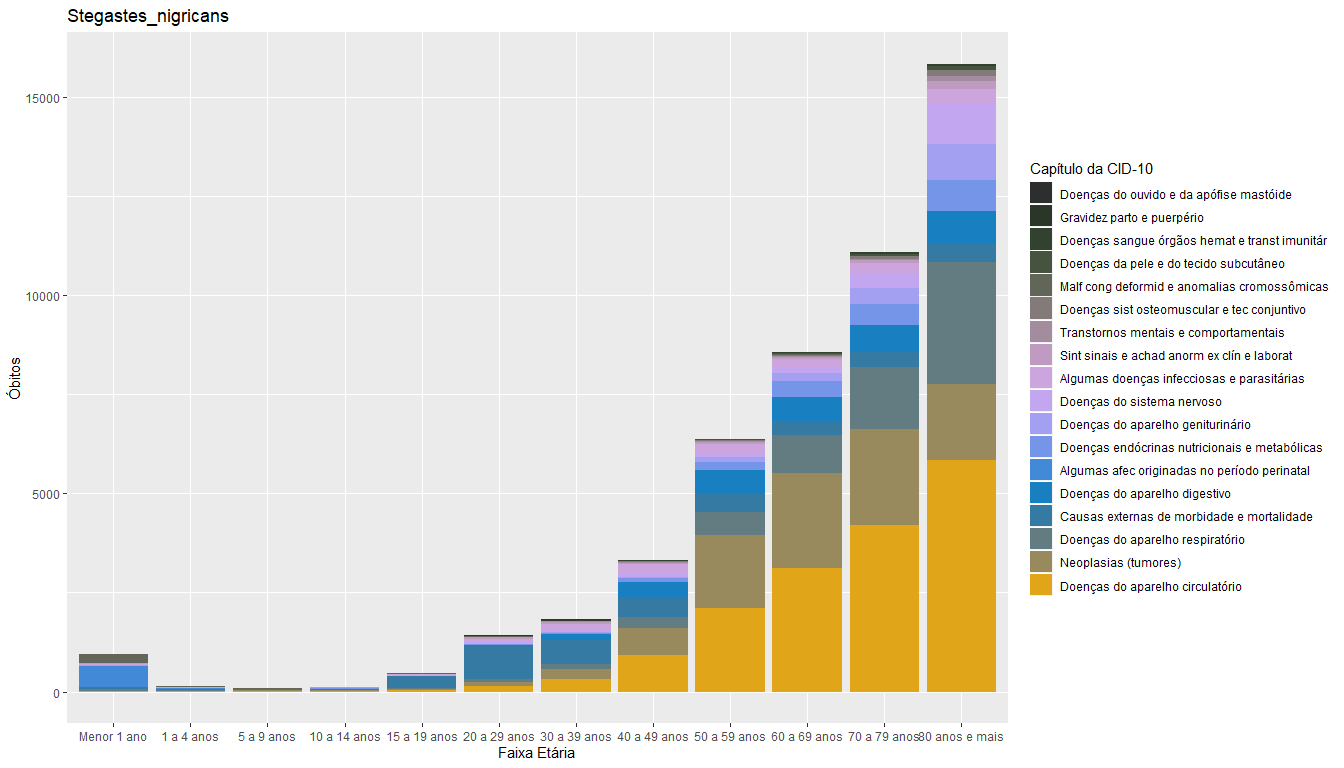 Stegastes_nigricans
Óbitos
15000
10000
5000
0
Menor 1 ano
1 a 4 anos
5 a 9 anos
10 a 14 anos
15 a 19 anos
20 a 29 anos
30 a 39 anos
40 a 49 anos
50 a 59 anos
60 a 69 anos
70 a 79 anos
80 anos e mais
Faixa Etária
Capítulo da CID-10
Doenças do ouvido e da apófise mastóide
Gravidez parto e puerpério
Doenças sangue órgãos hemat e transt imunitár
Doenças da pele e do tecido subcutâneo
Malf cong deformid e anomalias cromossômicas
Doenças sist osteomuscular e tec conjuntivo
Transtornos mentais e comportamentais
Sint sinais e achad anorm ex clín e laborat
Algumas doenças infecciosas e parasitárias
Doenças do sistema nervoso
Doenças do aparelho geniturinário
Doenças endócrinas nutricionais e metabólicas
Algumas afec originadas no período perinatal
Doenças do aparelho digestivo
Causas externas de morbidade e mortalidade
Doenças do aparelho respiratório
Neoplasias (tumores)
Doenças do aparelho circulatório